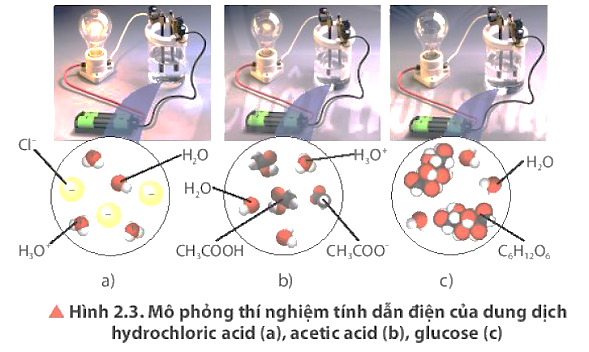 Cl⁻
H₂O
H₃O⁺
a)
H₃O⁺
H₂O
CH₃COOH
CH₃COO⁻
b)
H₂O
C₆H₁₂O₆
c)
▲ Hình 2.3. Mô phỏng thí nghiệm tính dẫn điện của dung dịch
hydrochloric acid (a), acetic acid (b), glucose (c)